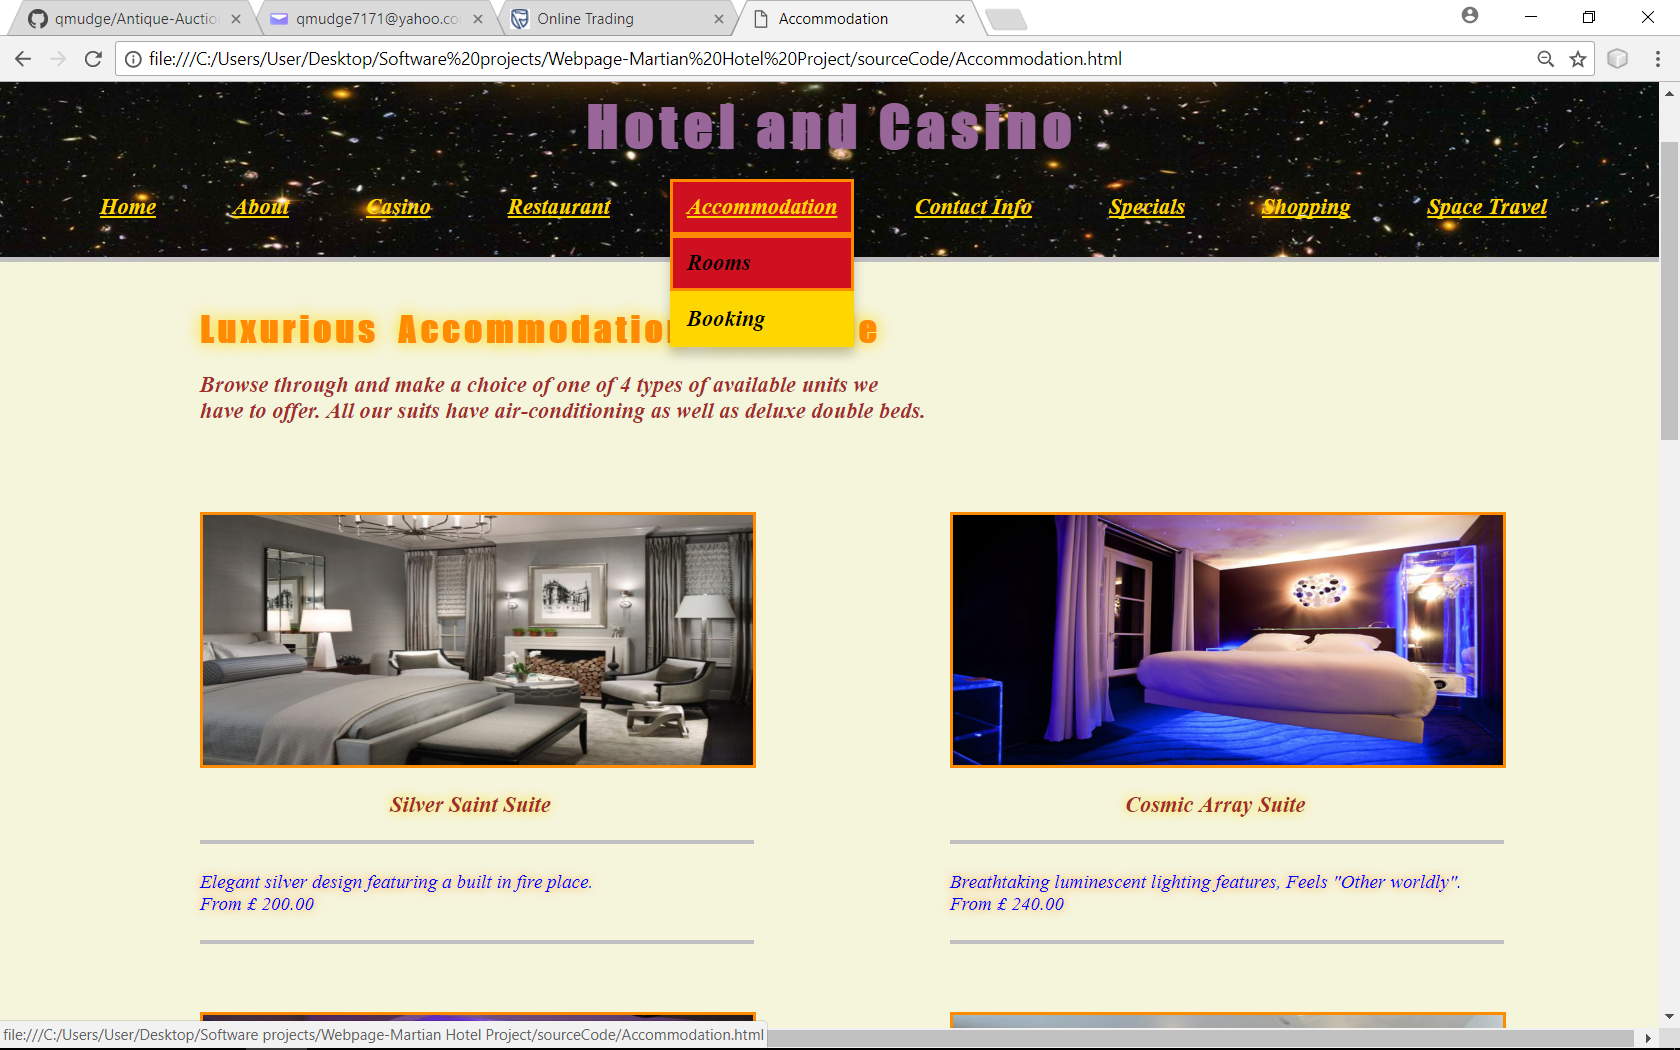 qmudge/Antique-Auctio
qmudge7171@yahoo.co
Online Trading
Accommodation
file:///C:/Users/User/Desktop/Software%20projects/Webpage-Martian%20Hotel%20Project/sourceCode/Accommodation.html
Hotel and Casino
Home About Casino Restaurant Accommodation Contact Info Specials Shopping Space Travel
Rooms
Booking
Luxurious Accommodation
Browse through and make a choice of one of 4 types of available units we
have to offer. All our suits have air-conditioning as well as deluxe double beds.
Silver Saint Suite
Cosmic Array Suite
Elegant silver design featuring a built in fire place.
From £ 200.00
Breathtaking luminescent lighting features, Feels "Other worldly".
From £ 240.00
file:///C:/Users/User/Desktop/Software projects/Webpage-Martian Hotel Project/sourceCode/Accommodation.html